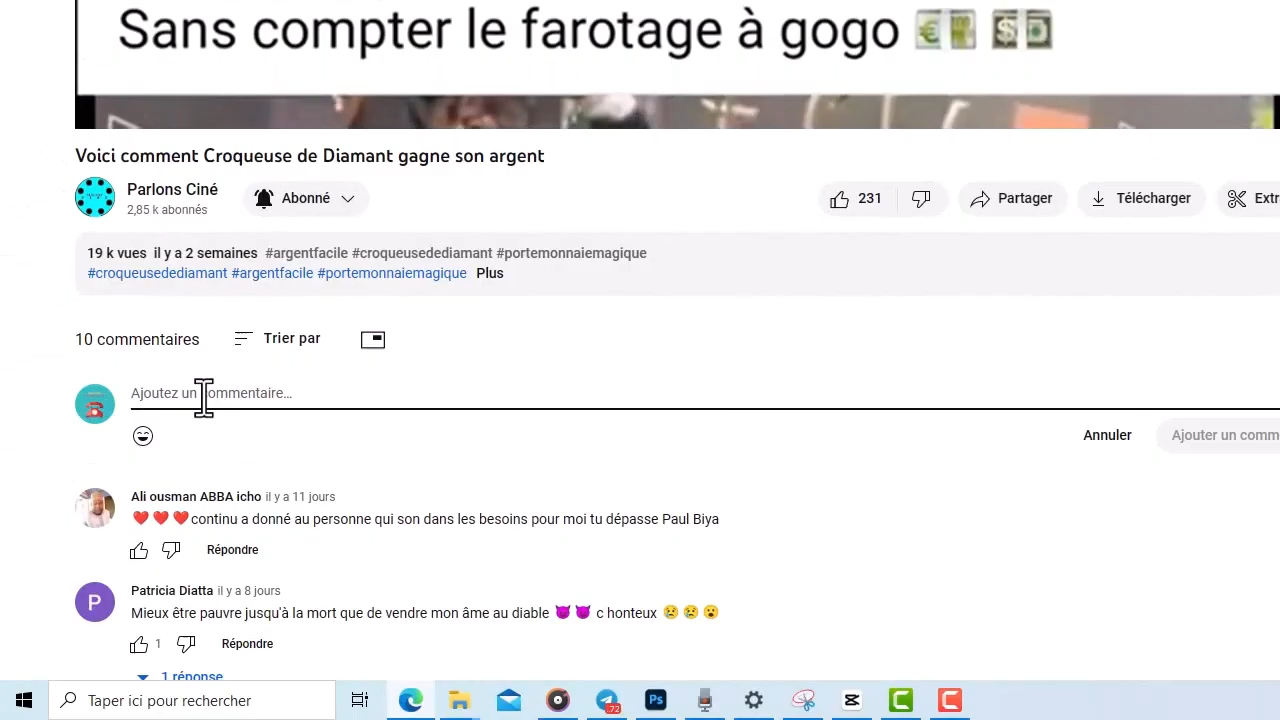 Sans compter le farotage à gogo
Voici comment Croqueuse de Diamant gagne son argent
Parlons Ciné
2,85 k abonnés
Abonné
231
Partager
Télécharger
Extr
19 k vues il y a 2 semaines #argentfacile #croqueusedediamant #portemonnaiemagique
#croqueusedediamant #argentfacile #portemonnaiemagique Plus
10 commentaires
Trier par
Ajoutez un commentaire…
Annuler
Ajouter un comm
Ali ousman ABBA icho il y a 11 jours
❤️❤️❤️continu a donné au personne qui son dans les besoins pour moi tu dépasse Paul Biya
Répondre
P
Patricia Diatta il y a 8 jours
Mieux être pauvre jusqu'à la mort que de vendre mon âme au diable 😈😈 c honteux 😢😢😮
1
Répondre
1 réponse
Taper ici pour rechercher
72
Ps